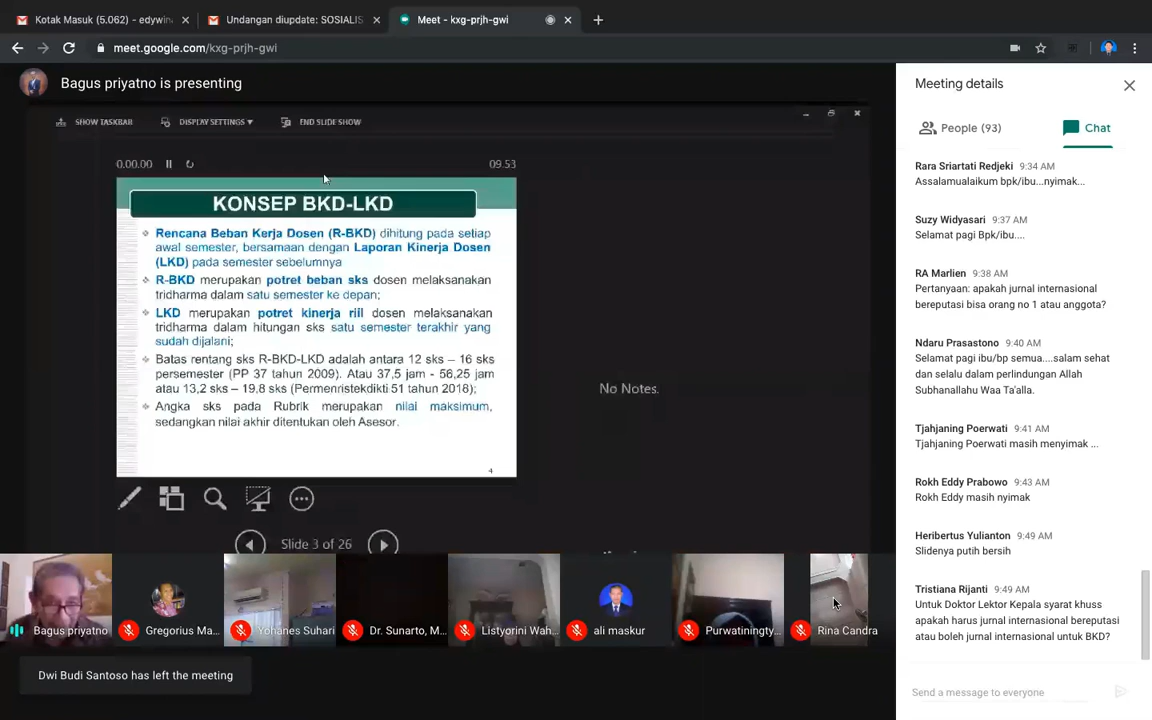 Kotak Masuk (5.062) - edywin
Undangan diupdate: SOSIALIS
Meet - kxg-prjh-gwi
meet.google.com/kxg-prjh-gwi
Bagus priyatno is presenting
SHOW TASKBAR
DISPLAY SETTINGS ▾
END SLIDE SHOW
0.00.00
09.53
KONSEP BKD-LKD
Rencana Beban Kerja Dosen (R-BKD) dihitung pada setiap
awal semester, bersamaan dengan Laporan Kinerja Dosen
(LKD) pada semester sebelumnya
R-BKD merupakan potret beban sks dosen melaksanakan
tridharma dalam satu semester ke depan;
LKD merupakan potret kinerja riil dosen melaksanakan
tridharma dalam hitungan sks satu semester terakhir yang
sudah dijalani;
Batas rentang sks R-BKD-LKD adalah antara 12 sks – 16 sks
persemester (PP 37 tahun 2009). Atau 37,5 jam - 56,25 jam
atau 13,2 sks – 19.8 sks (Permenristekdikti 51 tahun 2018);
Angka sks pada Rubrik merupakan nilai maksimum,
sedangkan nilai akhir ditentukan oleh Asesor.
4
No Notes.
Slide 3 of 26
Bagus priyatno
Gregorius Ma...
Yohanes Suhari
Dr. Sunarto, M...
Listyorini Wah...
ali maskur
Purwatiningty...
Rina Candra
Dwi Budi Santoso has left the meeting
Meeting details
People (93)
Chat
Rara Sriartati Redjeki 9:34 AM
Assalamualaikum bpk/ibu...nyimak...
Suzy Widyasari 9:37 AM
Selamat pagi Bpk/ibu....
RA Marlien 9:38 AM
Pertanyaan: apakah jurnal internasional
bereputasi bisa orang no 1 atau anggota?
Ndaru Prasastono 9:40 AM
Selamat pagi ibu/bp semua....salam sehat
dan selalu dalam perlindungan Allah
Subhanallahu Waa Ta'alla.
Tjahjaning Poerwati 9:41 AM
Tjahjaning Poerwati masih menyimak ...
Rokh Eddy Prabowo 9:43 AM
Rokh Eddy masih nyimak
Heribertus Yulianton 9:49 AM
Slidenya putih bersih
Tristiana Rijanti 9:49 AM
Untuk Doktor Lektor Kepala syarat khuss
apakah harus jurnal internasional bereputasi
atau boleh jurnal internasional untuk BKD?
Send a message to everyone